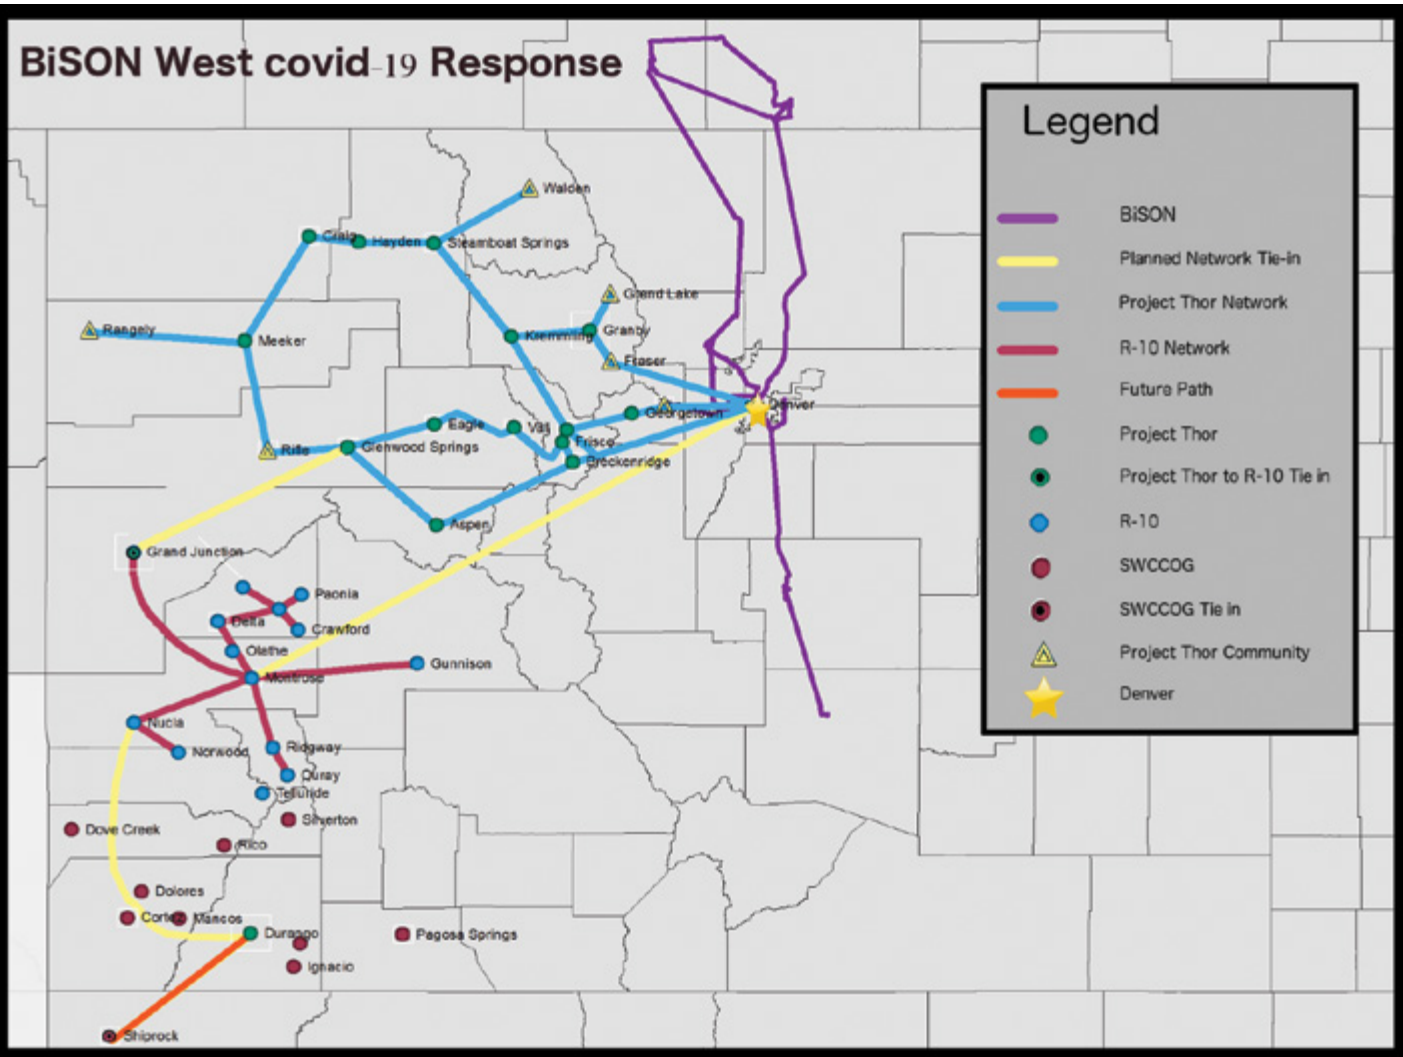 BiSON West covid-19 Response
Legend
BiSON
Planned Network Tie-in
Project Thor Network
R-10 Network
Future Path
Project Thor
Project Thor to R-10 Tie in
R-10
SWCCOG
SWCCOG Tie in
Project Thor Community
Denver
Walden
Craig
Hayden
Steamboat Springs
Grand Lake
Rangely
Meeker
Kremmling
Granby
Fraser
Denver
Georgetown
Eagle
Vail
Frisco
Rifle
Glenwood Springs
Breckenridge
Aspen
Grand Junction
Paonia
Delta
Crawford
Olathe
Gunnison
Montrose
Nucla
Norwood
Ridgway
Ouray
Telluride
Silverton
Dove Creek
Rico
Dolores
Cortez
Mancos
Durango
Pagosa Springs
Ignacio
Shiprock